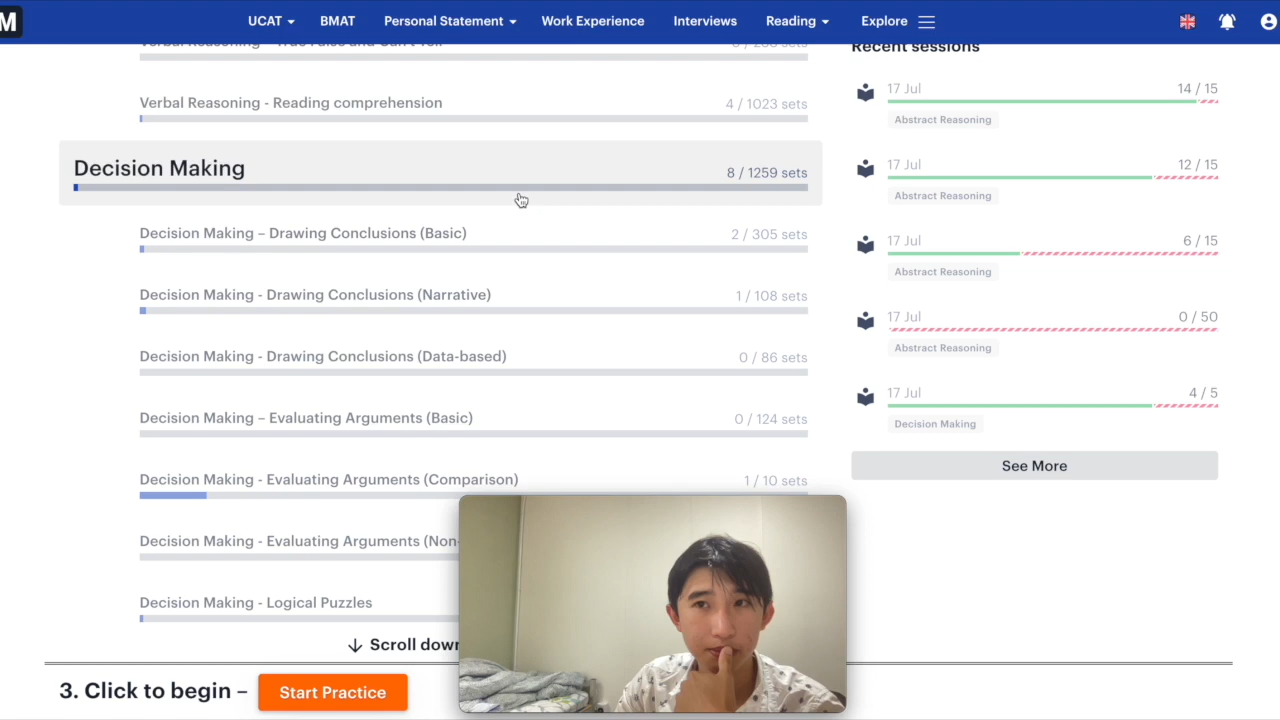 M
UCAT
BMAT
Personal Statement
Work Experience
Interviews
Reading
Explore
Verbal Reasoning - Reading comprehension
4 / 1023 sets
Decision Making
8 / 1259 sets
Decision Making – Drawing Conclusions (Basic)
2 / 305 sets
Decision Making - Drawing Conclusions (Narrative)
1 / 108 sets
Decision Making - Drawing Conclusions (Data-based)
0 / 86 sets
Decision Making – Evaluating Arguments (Basic)
0 / 124 sets
Decision Making - Evaluating Arguments (Comparison)
1 / 10 sets
Decision Making - Evaluating Arguments (Non-
Decision Making - Logical Puzzles
Scroll down
3. Click to begin –
Start Practice
Recent sessions
17 Jul
14 / 15
Abstract Reasoning
17 Jul
12 / 15
Abstract Reasoning
17 Jul
6 / 15
Abstract Reasoning
17 Jul
0 / 50
Abstract Reasoning
17 Jul
4 / 5
Decision Making
See More